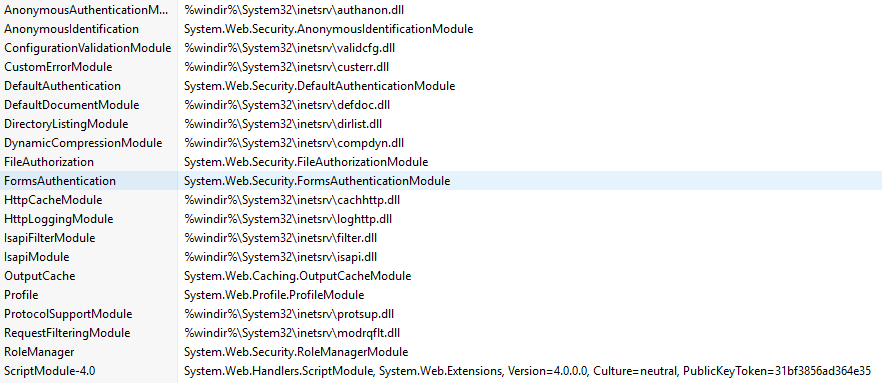 AnonymousAuthenticationM... %windir%\System32\inetsrv\authanon.dll
AnonymousIdentification System.Web.Security.AnonymousIdentificationModule
ConfigurationValidationModule %windir%\System32\inetsrv\validcfg.dll
CustomErrorModule %windir%\System32\inetsrv\custerr.dll
DefaultAuthentication System.Web.Security.DefaultAuthenticationModule
DefaultDocumentModule %windir%\System32\inetsrv\defdoc.dll
DirectoryListingModule %windir%\System32\inetsrv\dirlist.dll
DynamicCompressionModule %windir%\System32\inetsrv\compdyn.dll
FileAuthorization System.Web.Security.FileAuthorizationModule
FormsAuthentication System.Web.Security.FormsAuthenticationModule
HttpCacheModule %windir%\System32\inetsrv\cachhttp.dll
HttpLoggingModule %windir%\System32\inetsrv\loghttp.dll
IsapiFilterModule %windir%\System32\inetsrv\filter.dll
IsapiModule %windir%\System32\inetsrv\isapi.dll
OutputCache System.Web.Caching.OutputCacheModule
Profile System.Web.Profile.ProfileModule
ProtocolSupportModule %windir%\System32\inetsrv\protsup.dll
RequestFilteringModule %windir%\System32\inetsrv\modrqflt.dll
RoleManager System.Web.Security.RoleManagerModule
ScriptModule-4.0 System.Web.Handlers.ScriptModule, System.Web.Extensions, Version=4.0.0.0, Culture=neutral, PublicKeyToken=31bf3856ad364e35